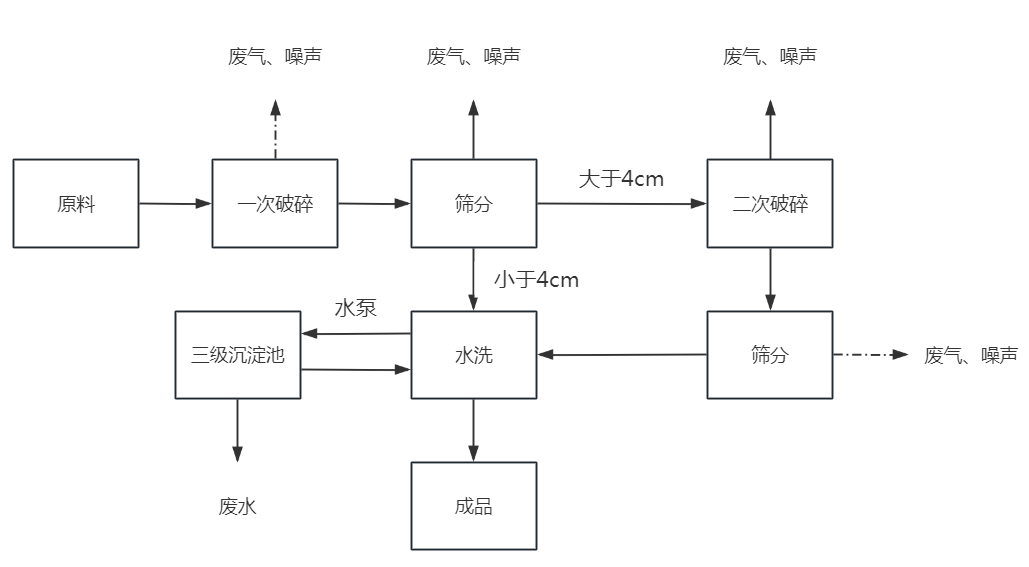 废气、噪声
废气、噪声
废气、噪声
原料
一次破碎
筛分
大于4cm
二次破碎
小于4cm
水泵
三级沉淀池
水洗
筛分
废气、噪声
废水
成品